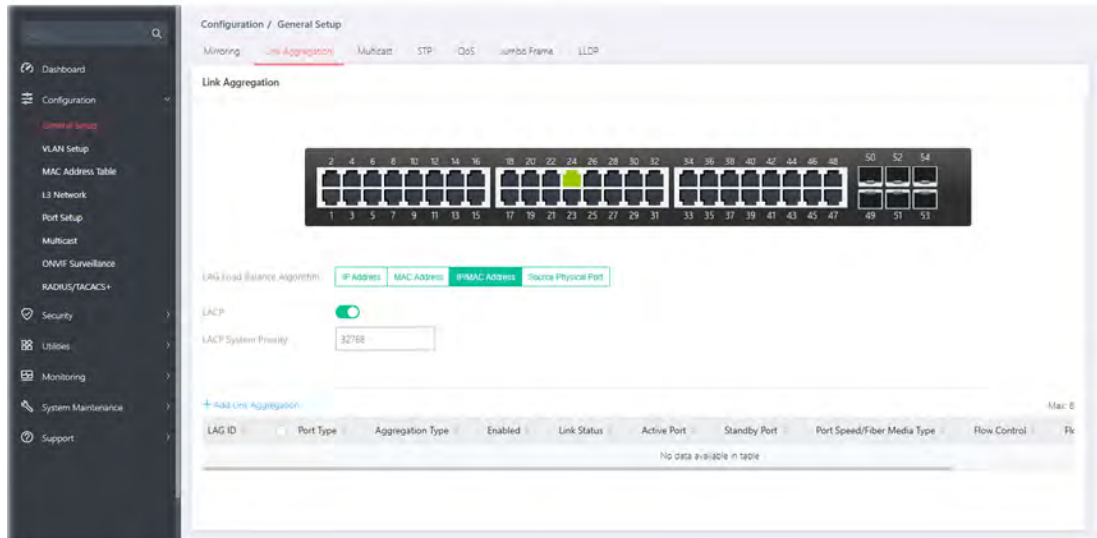 Configuration / General Setup
Mirroring Link Aggregation Multicast STP QoS Jumbo Frame LLDP
Link Aggregation
Dashboard
Configuration
General Setup
VLAN Setup
MAC Address Table
L3 Network
Port Setup
Multicast
ONVIF Surveillance
RADIUS/TACACS+
Security
Utilities
Monitoring
System Maintenance
Support
2 4 6 8 10 12 14 16 18 20 22 24 26 28 30 32 34 36 38 40 42 44 46 48 50 52 54
1 3 5 7 9 11 13 15 17 19 21 23 25 27 29 31 33 35 37 39 41 43 45 47 49 51 53
LAG Load Balance Algorithm IP Address MAC Address IP/MAC Address Source Physical Port
LACP
LACP System Priority 32768
+ Add Link Aggregation Max: 8
LAG ID Port Type Aggregation Type Enabled Link Status Active Port Standby Port Port Speed/Fiber Media Type Flow Control Flo
No data available in table